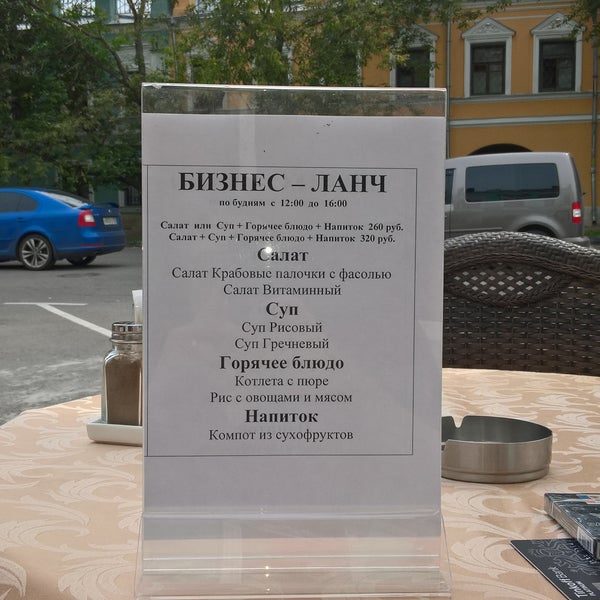 БИЗНЕС – ЛАНЧ
по будням с 12:00 до 16:00
Салат или Суп + Горячее блюдо + Напиток 260 руб.
Салат + Суп + Горячее блюдо + Напиток 320 руб.
Салат
Салат Крабовые палочки с фасолью
Салат Витаминный
Суп
Суп Рисовый
Суп Гречневый
Горячее блюдо
Котлета с пюре
Рис с овощами и мясом
Напиток
Компот из сухофруктов